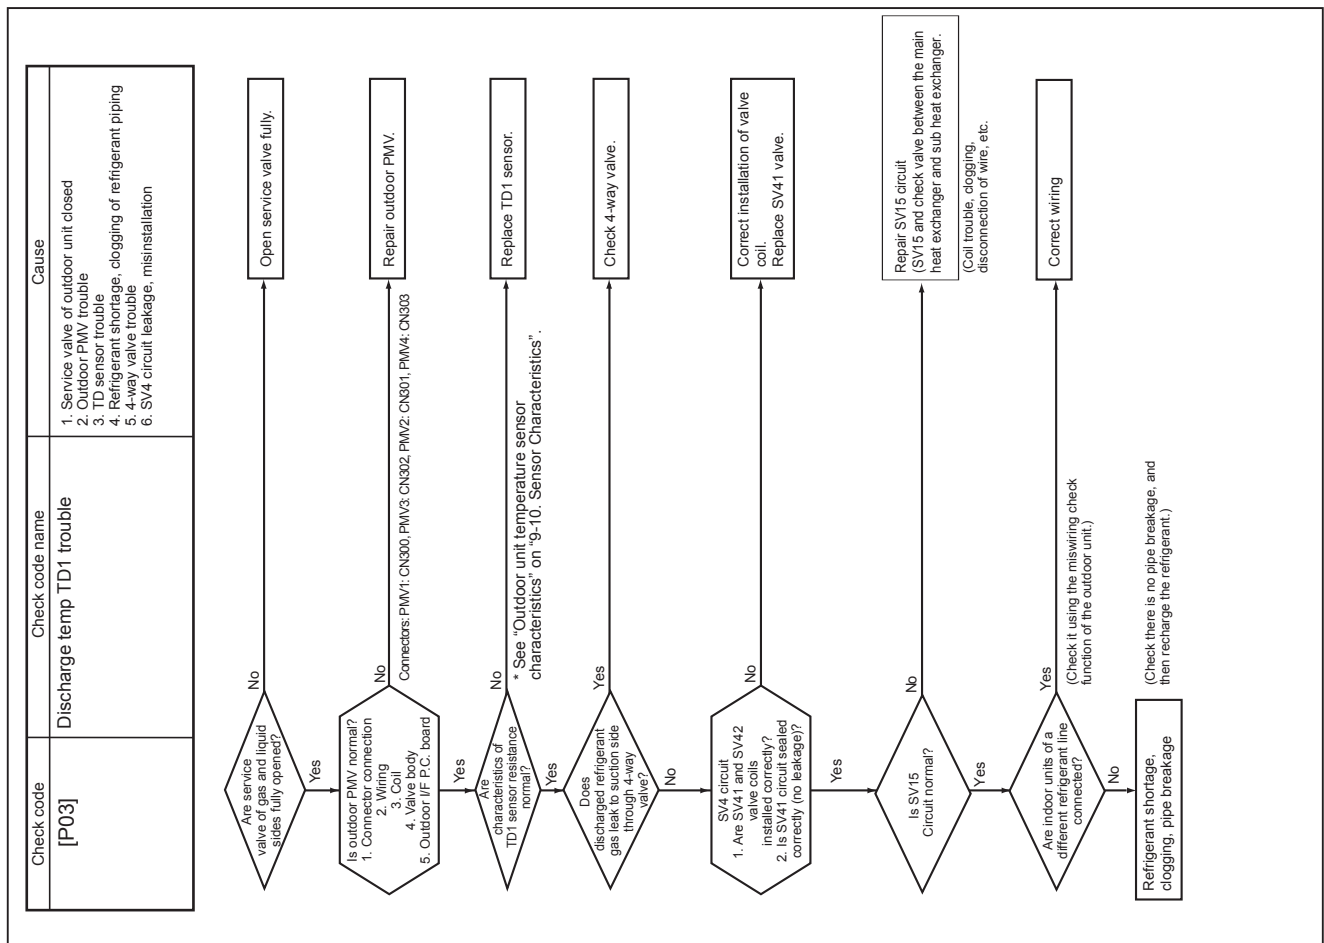 Check code
Check code name
Cause
[P03]
Discharge temp TD1 trouble
1. Service valve of outdoor unit closed
2. Outdoor PMV trouble
3. TD sensor trouble
4. Refrigerant shortage, clogging of refrigerant piping
5. 4-way valve trouble
6. SV4 circuit leakage, misinstallation
Are service
valve of gas and liquid
sides fully opened?
No
Open service valve fully.
Yes
Is outdoor PMV normal?
1. Connector connection
2. Wiring
3. Coil
4. Valve body
5. Outdoor I/F P.C. board
No
Repair outdoor PMV.
Connectors: PMV1: CN300, PMV3: CN302, PMV2: CN301, PMV4: CN303
Yes
Are
characteristics of
TD1 sensor resistance
normal?
No
Replace TD1 sensor.
* See “Outdoor unit temperature sensor
characteristics” on “9-10. Sensor Characteristics”.
Yes
Does
discharged refrigerant
gas leak to suction side
through 4-way
valve?
Yes
Check 4-way valve.
No
SV4 circuit
1. Are SV41 and SV42
valve coils
installed correctly?
2. Is SV41 circuit sealed
correctly (no leakage)?
No
Correct installation of valve
coil.
Replace SV41 valve.
Yes
Is SV15
Circuit normal?
No
Repair SV15 circuit
(SV15 and check valve between the main
heat exchanger and sub heat exchanger.
(Coil trouble, clogging,
disconnection of wire, etc.
Yes
Are indoor units of a
different refrigerant line
connected?
Yes
Correct wiring
(Check it using the miswiring check
function of the outdoor unit.)
No
Refrigerant shortage,
clogging, pipe breakage
(Check there is no pipe breakage, and
then recharge the refrigerant.)